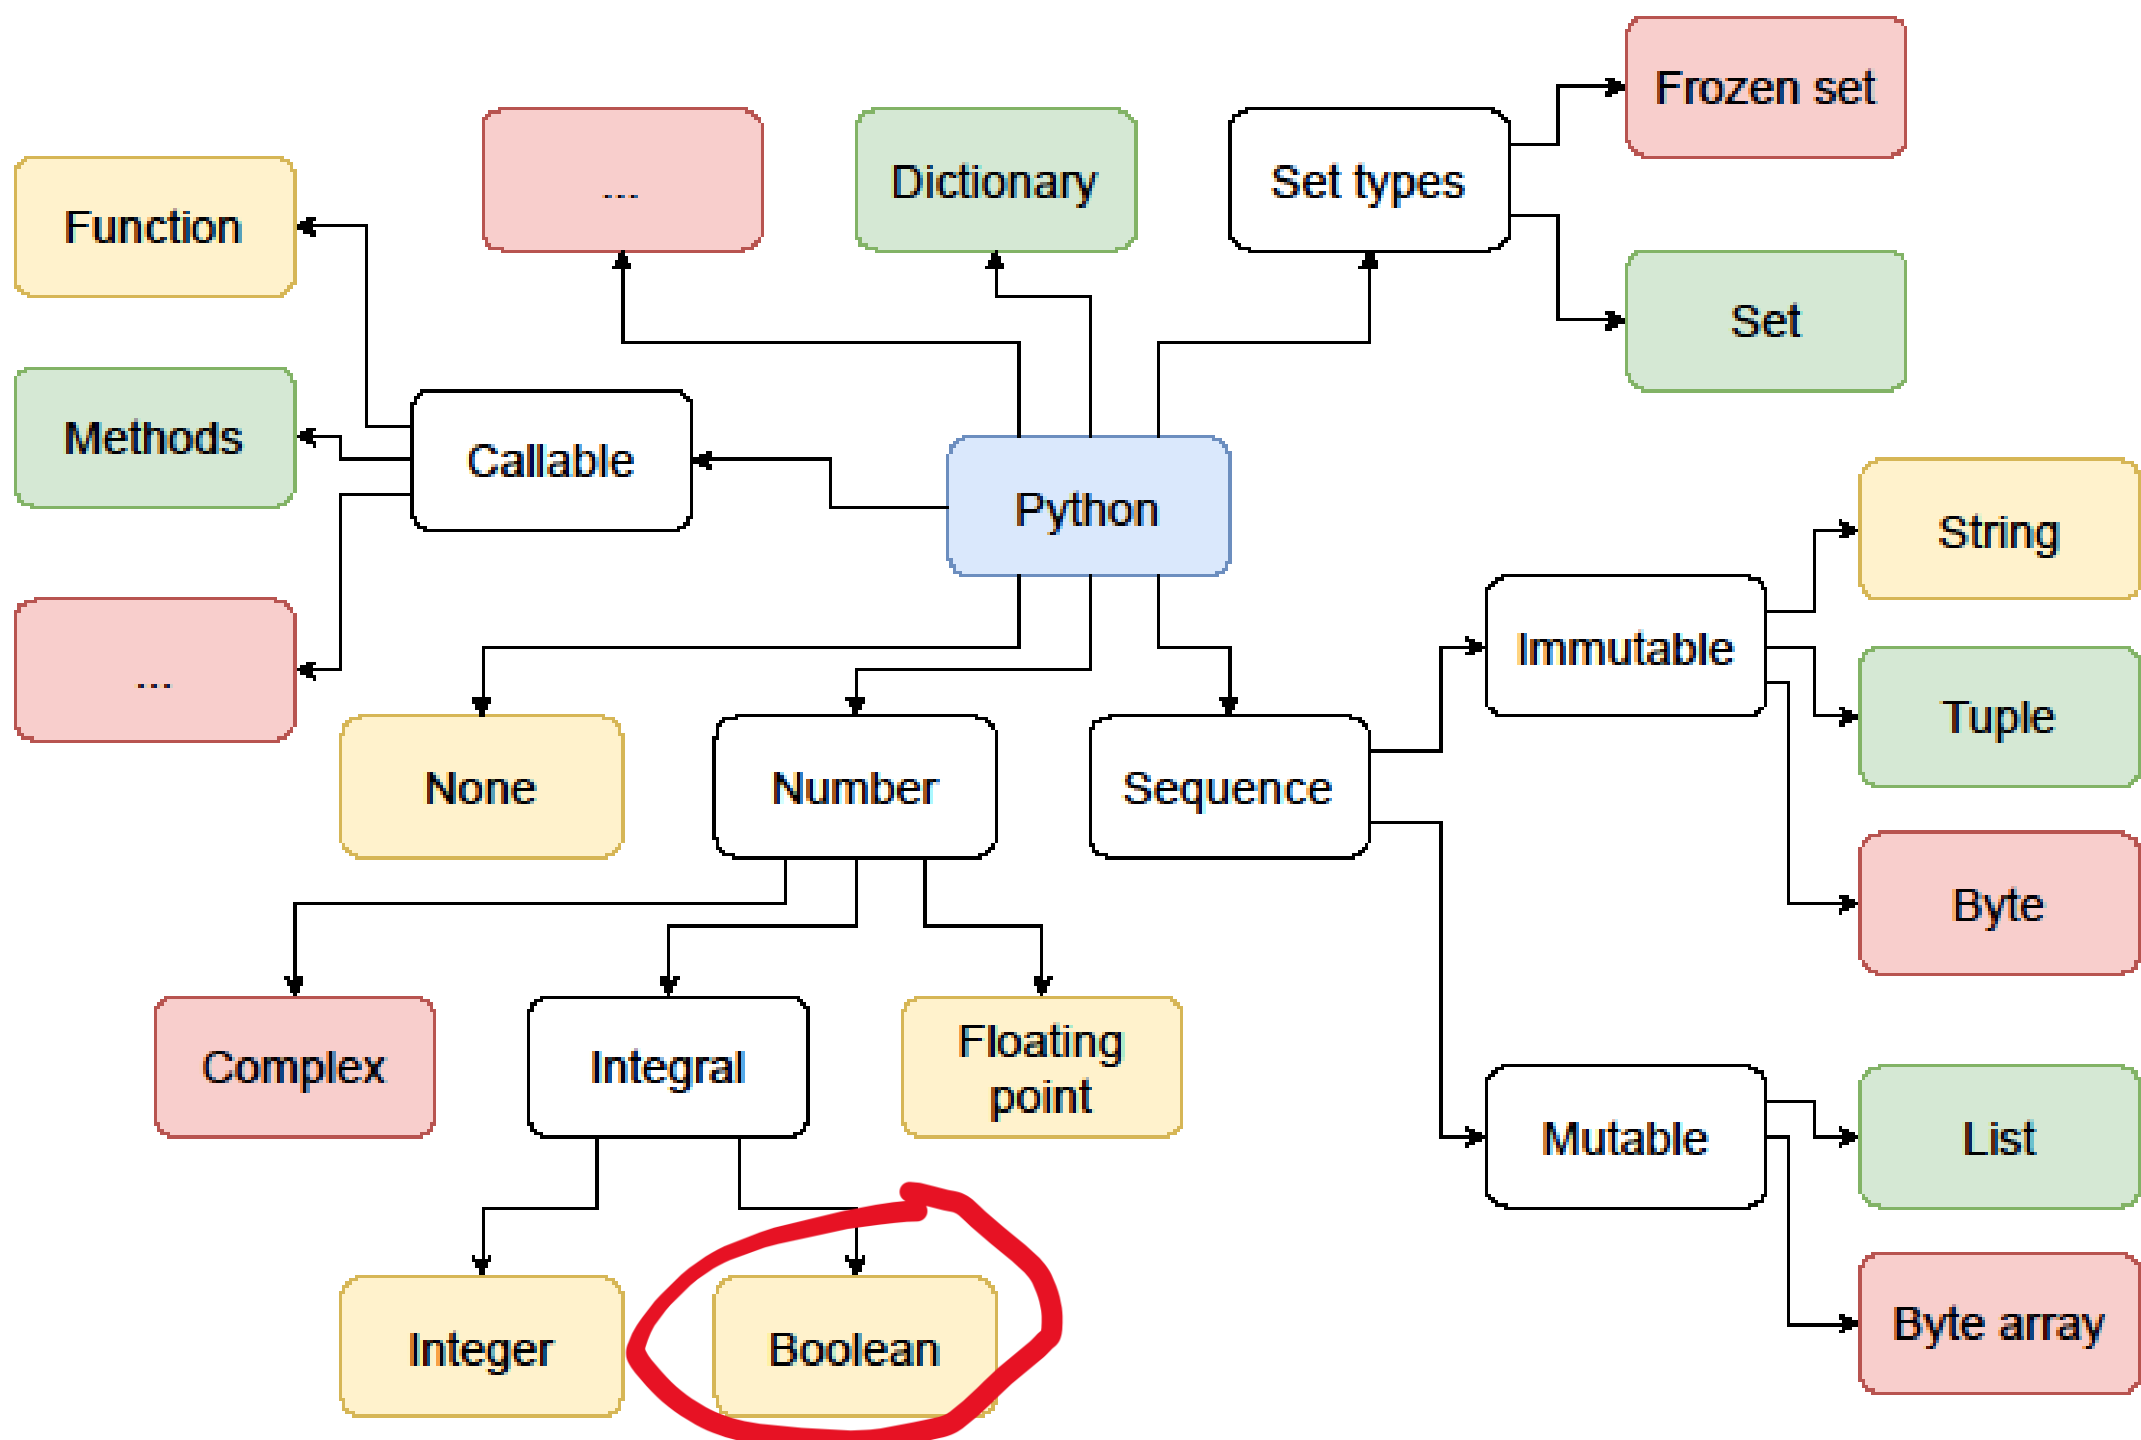 Frozen set
...
Dictionary
Set types
Function
Set
Methods
Callable
Python
String
Immutable
...
Tuple
None
Number
Sequence
Byte
Complex
Integral
Floating
point
Mutable
List
Integer
Boolean
Byte array